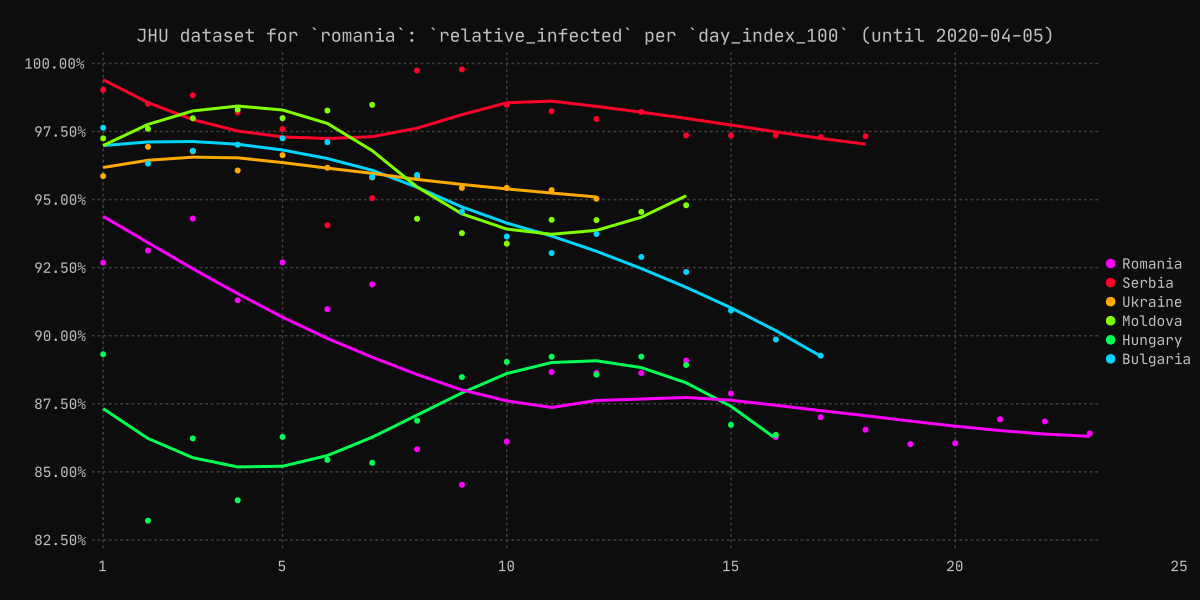 JHU dataset for `romania`: `relative_infected` per `day_index_100` (until 2020-04-05)
100.00%
97.50%
95.00%
92.50%
90.00%
87.50%
85.00%
82.50%
1 5 10 15 20 25
Romania
Serbia
Ukraine
Moldova
Hungary
Bulgaria